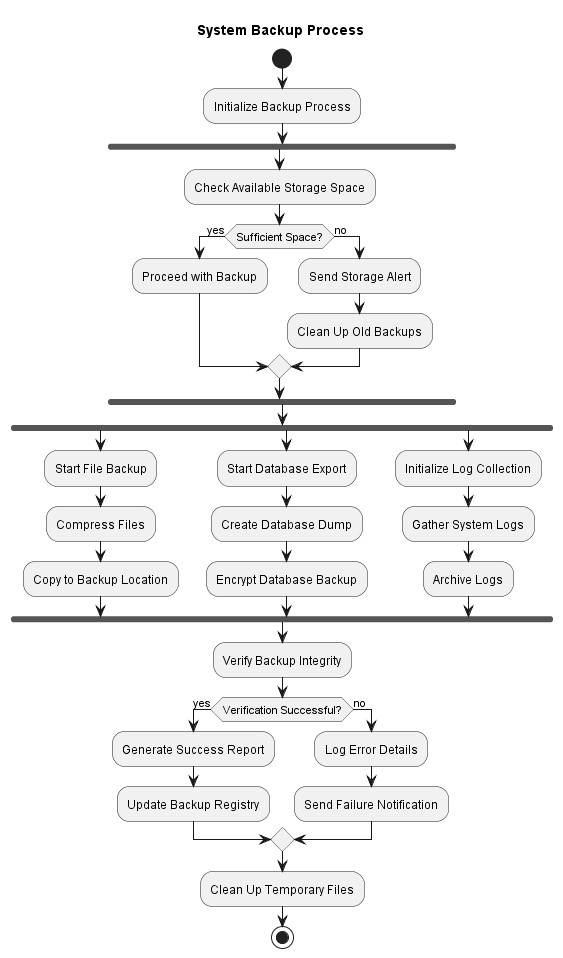 System Backup Process
Initialize Backup Process
Check Available Storage Space
Sufficient Space?
yes
no
Proceed with Backup
Send Storage Alert
Clean Up Old Backups
Start File Backup
Compress Files
Copy to Backup Location
Start Database Export
Create Database Dump
Encrypt Database Backup
Initialize Log Collection
Gather System Logs
Archive Logs
Verify Backup Integrity
Verification Successful?
yes
no
Generate Success Report
Update Backup Registry
Log Error Details
Send Failure Notification
Clean Up Temporary Files